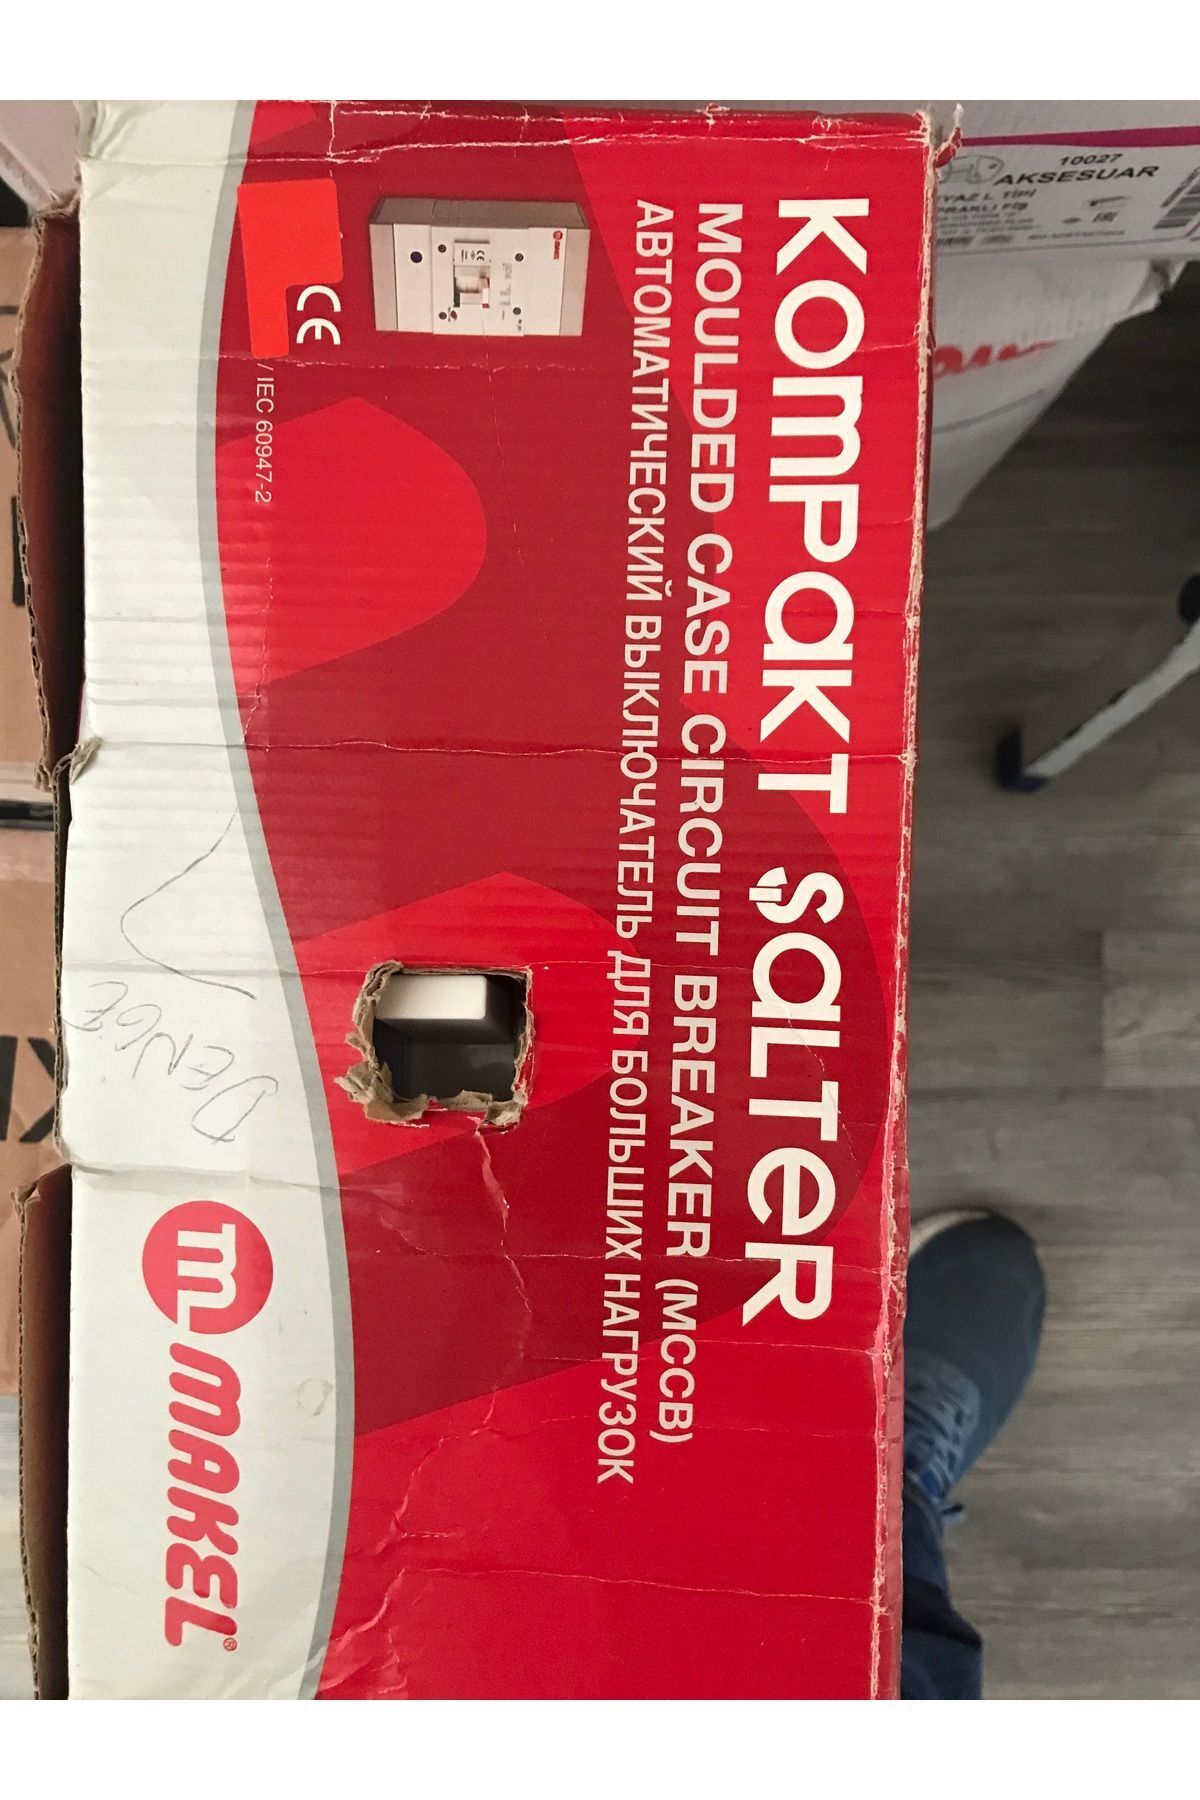 KOMPAKT ŞALTER
MOULDED CASE CIRCUIT BREAKER (MCCB)
АВТОМАТИЧЕСКИЙ ВЫКЛЮЧАТЕЛЬ ДЛЯ БОЛЬШИХ НАГРУЗОК
CE
/ IEC 60947-2
m MAKEL®
DENGE
10027
AKSESUAR